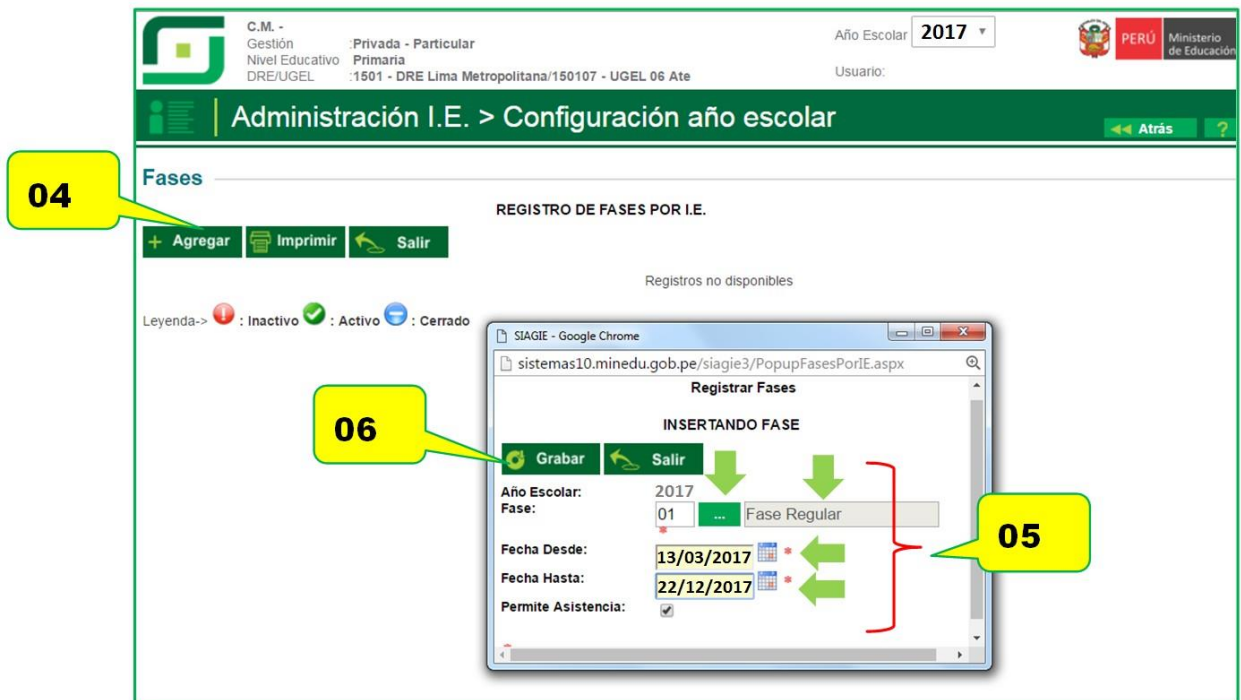 C.M. -
Gestión :Privada - Particular
Nivel Educativo Primaria
DRE/UGEL :1501 - DRE Lima Metropolitana/150107 - UGEL 06 Ate
Año Escolar 2017
Usuario:
PERÚ Ministerio de Educación
Administración I.E. > Configuración año escolar
Atrás ?
Fases
04
REGISTRO DE FASES POR I.E.
+ Agregar Imprimir Salir
Registros no disponibles
Leyenda-> ! : Inactivo : Activo : Cerrado
SIAGIE - Google Chrome
sistemas10.minedu.gob.pe/siagie3/PopupFasesPorIE.aspx
Registrar Fases
INSERTANDO FASE
06
Grabar Salir
Año Escolar: 2017
Fase: 01 ... Fase Regular
*
05
Fecha Desde: 13/03/2017 *
Fecha Hasta: 22/12/2017 *
Permite Asistencia: